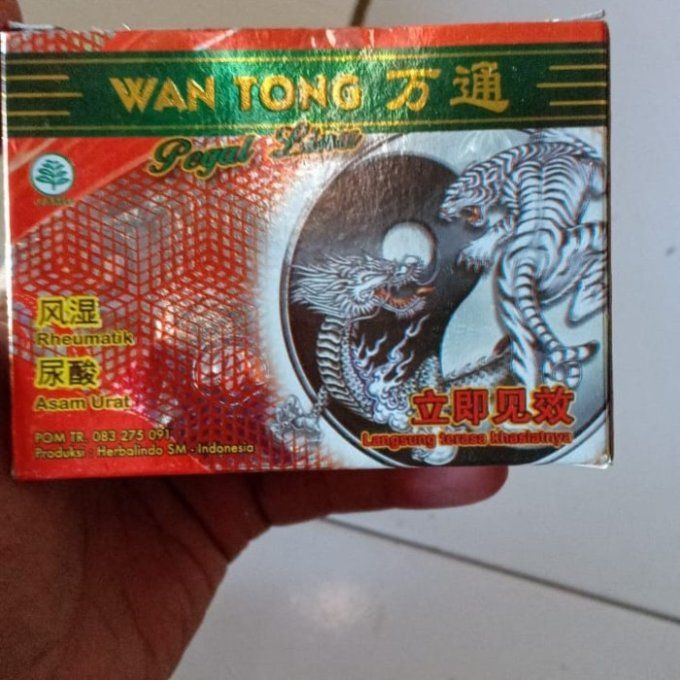 WAN TONG 万通
Pegal Linu
JAMU
风湿
Rheumatik
尿酸
Asam Urat
立即见效
Langsung terasa khasiatnya
POM TR. 083 275 091
Produksi : Herbalindo SM - Indonesia